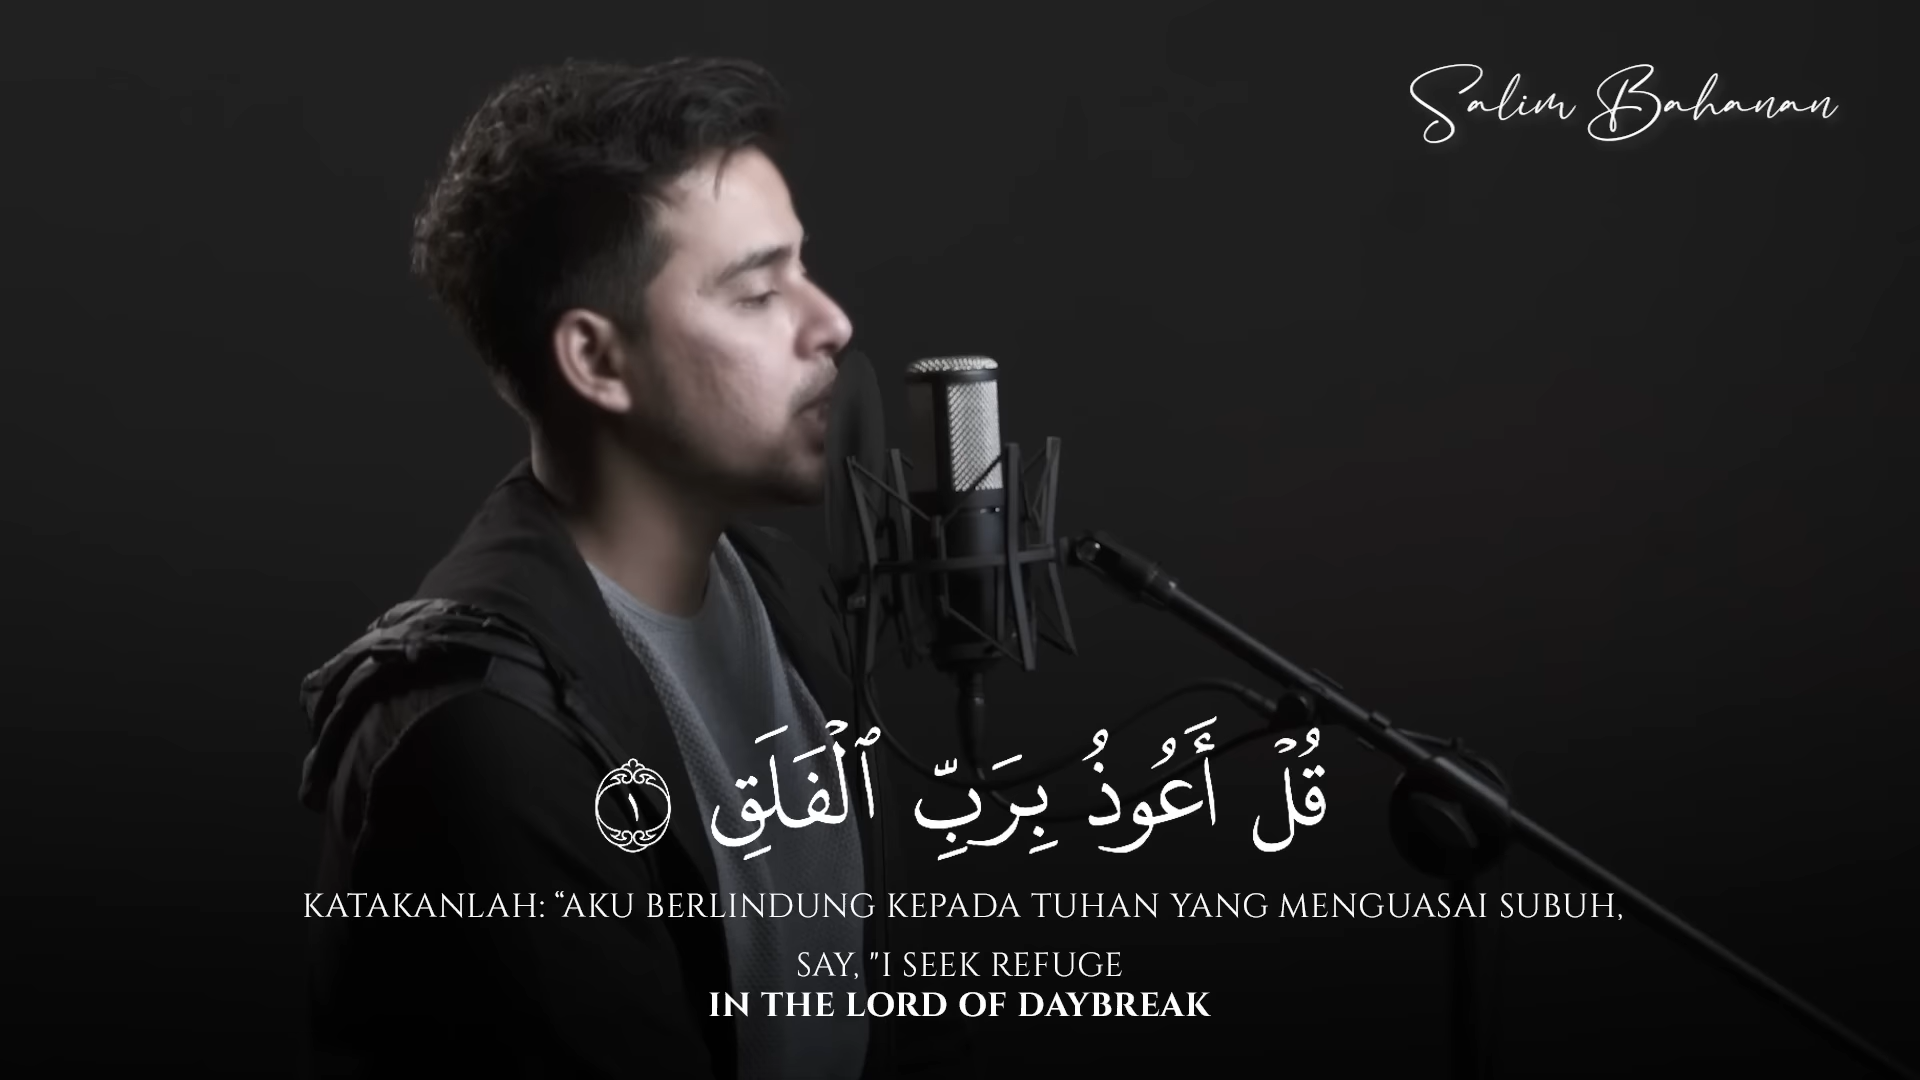 Salim Bahanan
قُلۡ أَعُوذُ بِرَبِّ ٱلۡفَلَقِ ١
KATAKANLAH: “AKU BERLINDUNG KEPADA TUHAN YANG MENGUASAI SUBUH,
SAY, "I SEEK REFUGE
IN THE LORD OF DAYBREAK